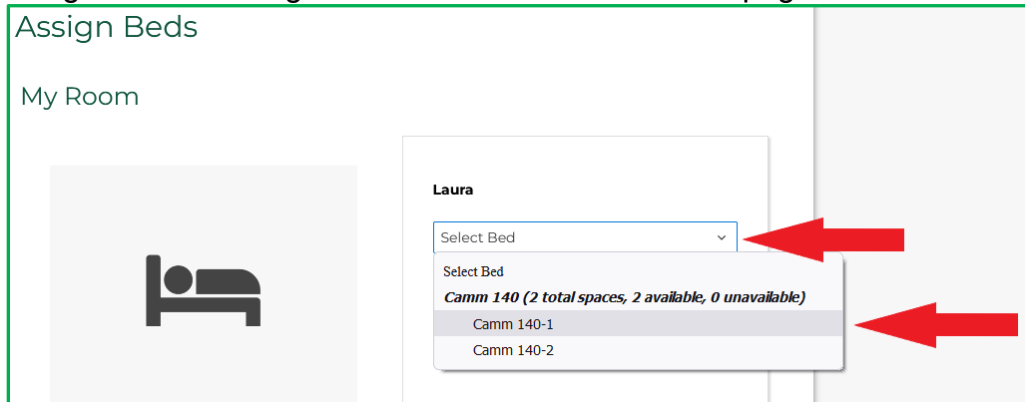 Assign Beds
My Room
Laura
Select Bed
Select Bed
Camm 140 (2 total spaces, 2 available, 0 unavailable)
Camm 140-1
Camm 140-2